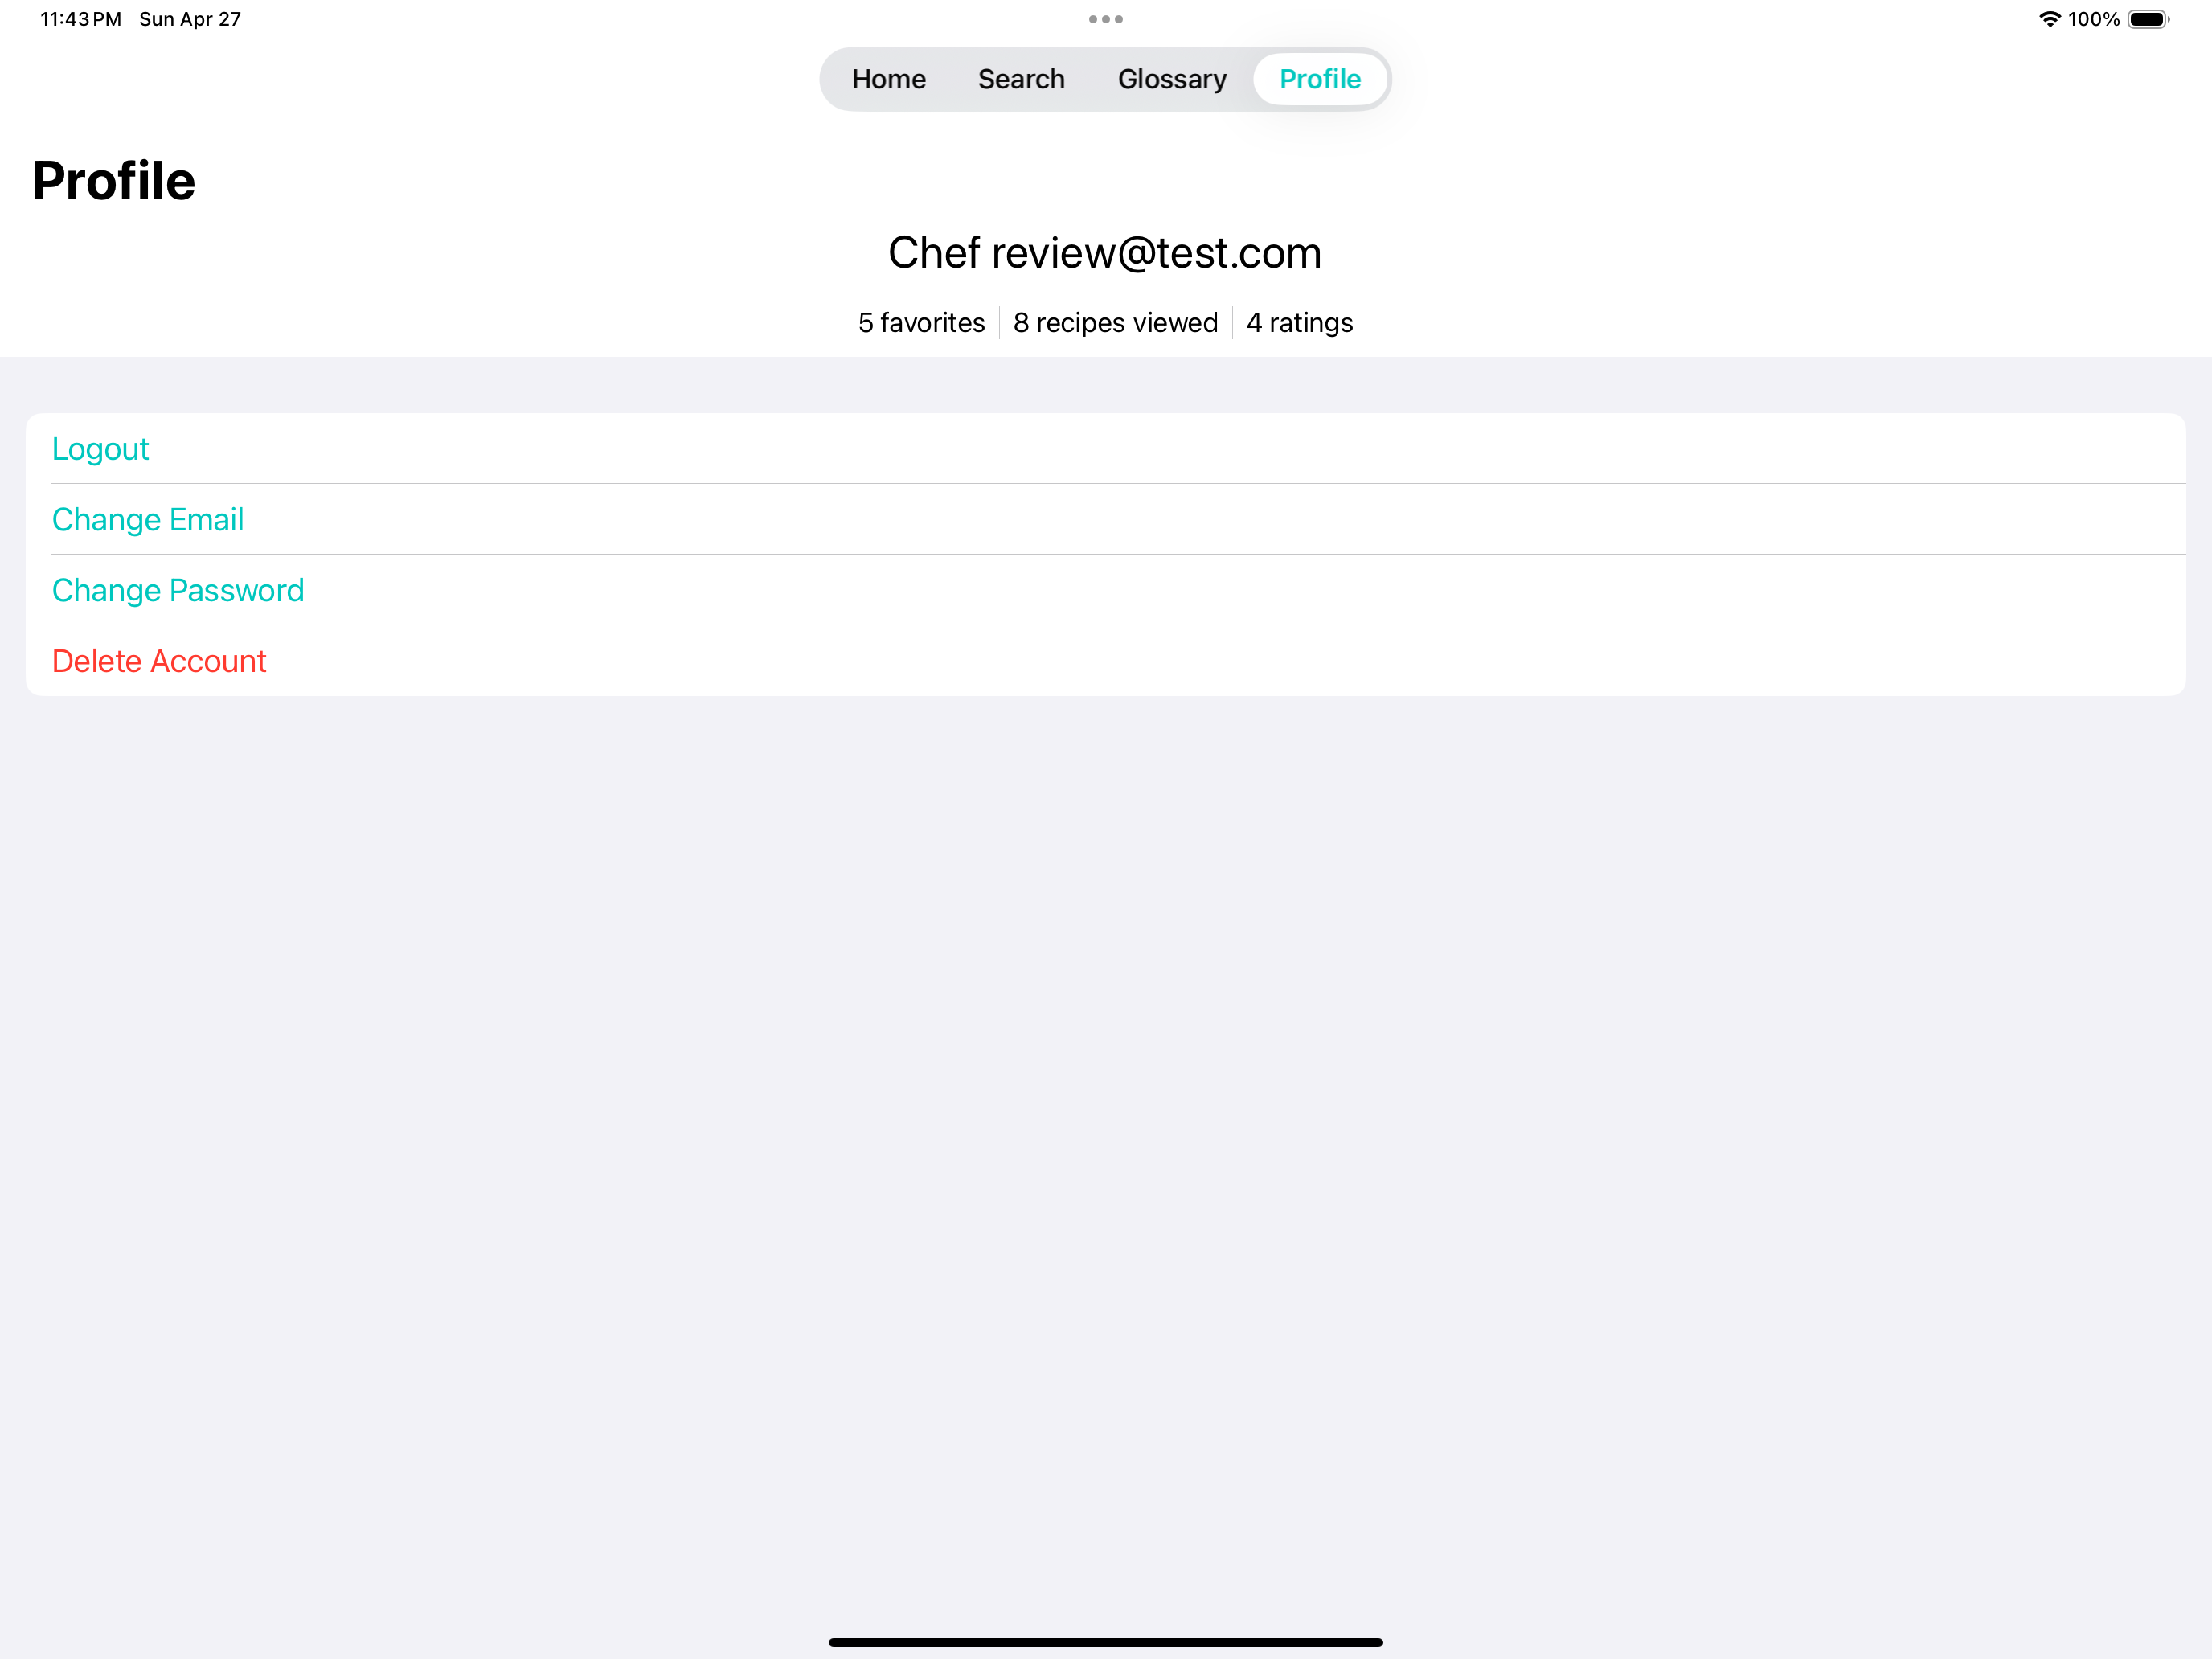 11:43 PM Sun Apr 27 100%
Home Search Glossary Profile
Profile
Chef review@test.com
5 favorites 8 recipes viewed 4 ratings
Logout
Change Email
Change Password
Delete Account